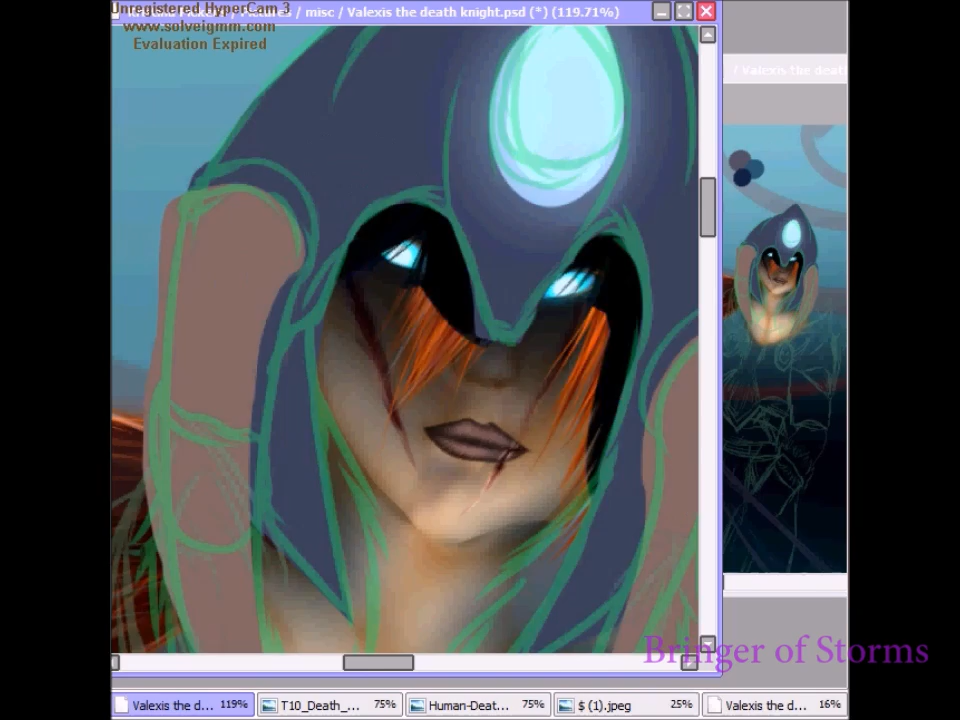 Unregistered HyperCam 3
www.solveigmm.com
Evaluation Expired
/ misc / Valexis the death knight.psd (*) (119.71%)
/ Valexis the deat
Bringer of Storms
Valexis the d... 119%
T10_Death_... 75%
Human-Deat... 75%
$ (1).jpeg 25%
Valexis the d... 16%